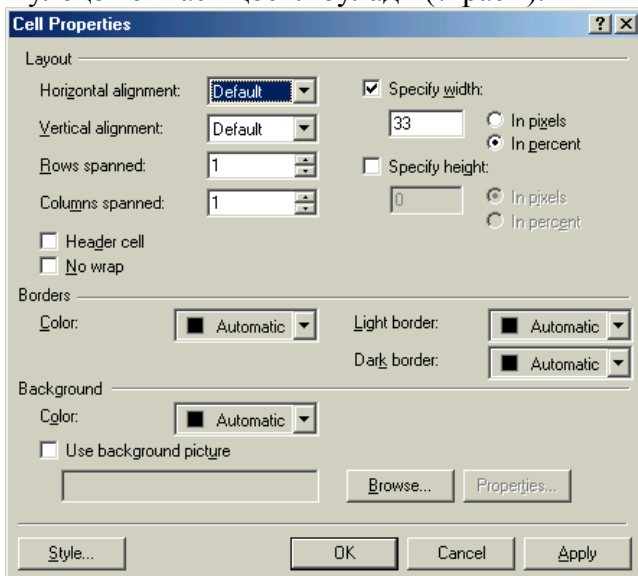 Cell Properties
Layout
Horizontal alignment: Default
Specify width:
Vertical alignment: Default
33
In pixels
In percent
Rows spanned: 1
Specify height:
Columns spanned: 1
0
In pixels
In percent
Header cell
No wrap
Borders
Color: Automatic
Light border: Automatic
Dark border: Automatic
Background
Color: Automatic
Use background picture
Browse...
Properties...
Style...
OK
Cancel
Apply